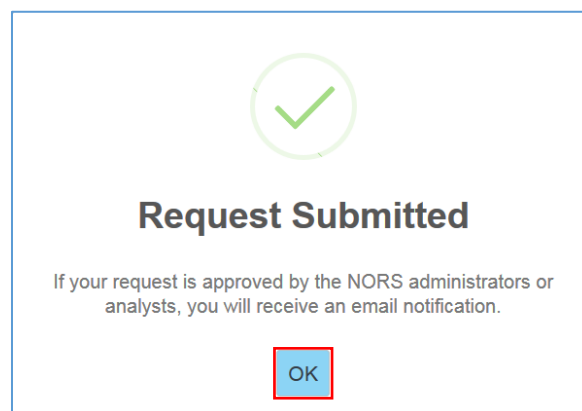 Request Submitted
If your request is approved by the NORS administrators or
analysts, you will receive an email notification.
OK